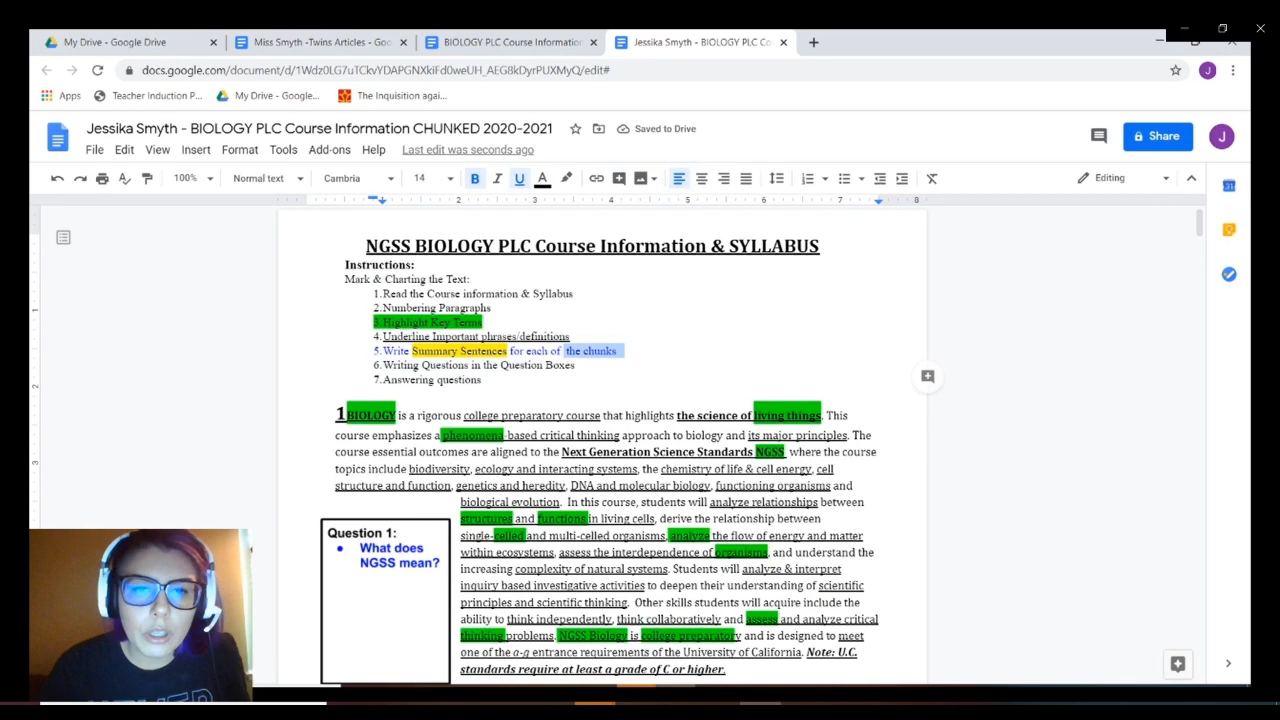 My Drive - Google Drive
Miss Smyth -Twins Articles - Goo
BIOLOGY PLC Course Information
Jessika Smyth - BIOLOGY PLC Co
docs.google.com/document/d/1Wdz0LG7uTCkvYDAPGNXkiFd0weUH_AEG8kDyrPUXMyQ/edit#
J
Apps
Teacher Induction P...
My Drive - Google...
The Inquisition agai...
Jessika Smyth - BIOLOGY PLC Course Information CHUNKED 2020-2021
Saved to Drive
Share
J
File Edit View Insert Format Tools Add-ons Help Last edit was seconds ago
100% Normal text Cambria 14 B I U A Editing
2 3 4 5 6 7 8
NGSS BIOLOGY PLC Course Information & SYLLABUS
Instructions:
Mark & Charting the Text:
1.Read the Course information & Syllabus
2.Numbering Paragraphs
3.Highlight Key Terms
4.Underline Important phrases/definitions
5.Write Summary Sentences for each of the chunks
6.Writing Questions in the Question Boxes
7.Answering questions
1BIOLOGY is a rigorous college preparatory course that highlights the science of living things. This
course emphasizes a phenomena-based critical thinking approach to biology and its major principles. The
course essential outcomes are aligned to the Next Generation Science Standards NGSS where the course
topics include biodiversity, ecology and interacting systems, the chemistry of life & cell energy, cell
structure and function, genetics and heredity, DNA and molecular biology, functioning organisms and
biological evolution. In this course, students will analyze relationships between
structures and functions in living cells, derive the relationship between
single-celled and multi-celled organisms, analyze the flow of energy and matter
within ecosystems, assess the interdependence of organisms, and understand the
increasing complexity of natural systems. Students will analyze & interpret
inquiry based investigative activities to deepen their understanding of scientific
principles and scientific thinking. Other skills students will acquire include the
ability to think independently, think collaboratively and assess and analyze critical
thinking problems. NGSS Biology is college preparatory and is designed to meet
one of the a-g entrance requirements of the University of California. Note: U.C.
standards require at least a grade of C or higher.
Question 1:
● What does
NGSS mean?